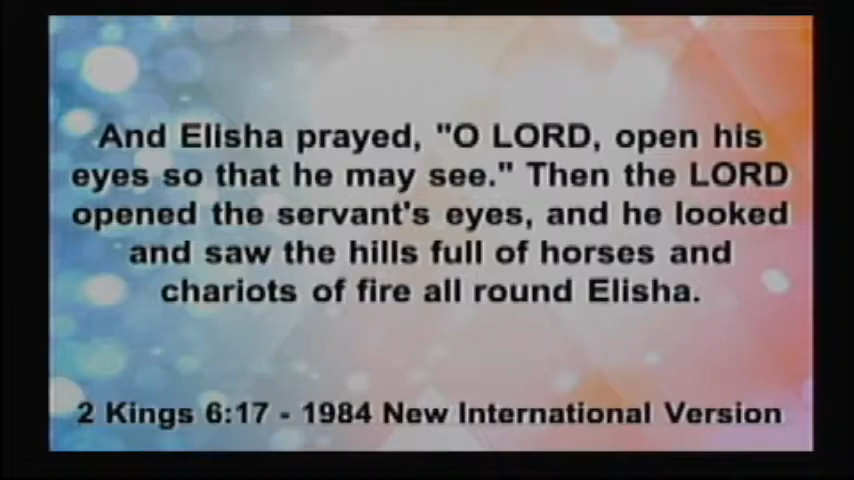 And Elisha prayed, "O LORD, open his
eyes so that he may see." Then the LORD
opened the servant's eyes, and he looked
and saw the hills full of horses and
chariots of fire all round Elisha.
2 Kings 6:17 - 1984 New International Version